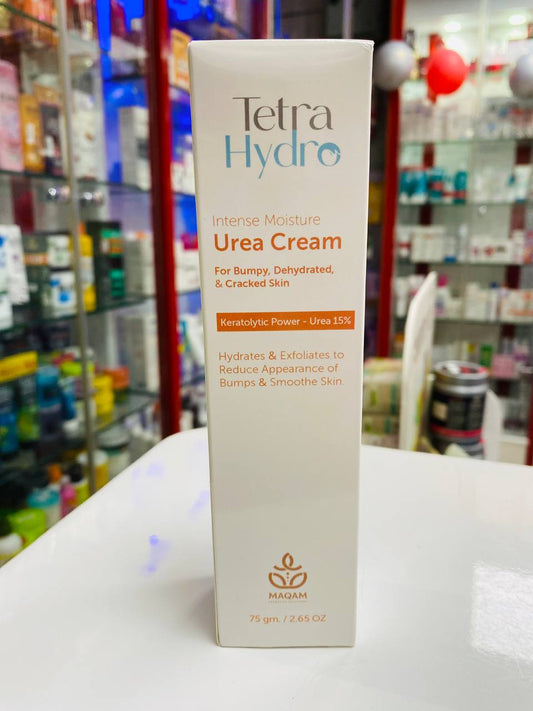 Tetra
Hydro
Intense Moisture
Urea Cream
For Bumpy, Dehydrated,
& Cracked Skin
Keratolytic Power - Urea 15%
Hydrates & Exfoliates to
Reduce Appearance of
Bumps & Smoothe Skin.
MAQAM
75 gm. / 2.65 OZ